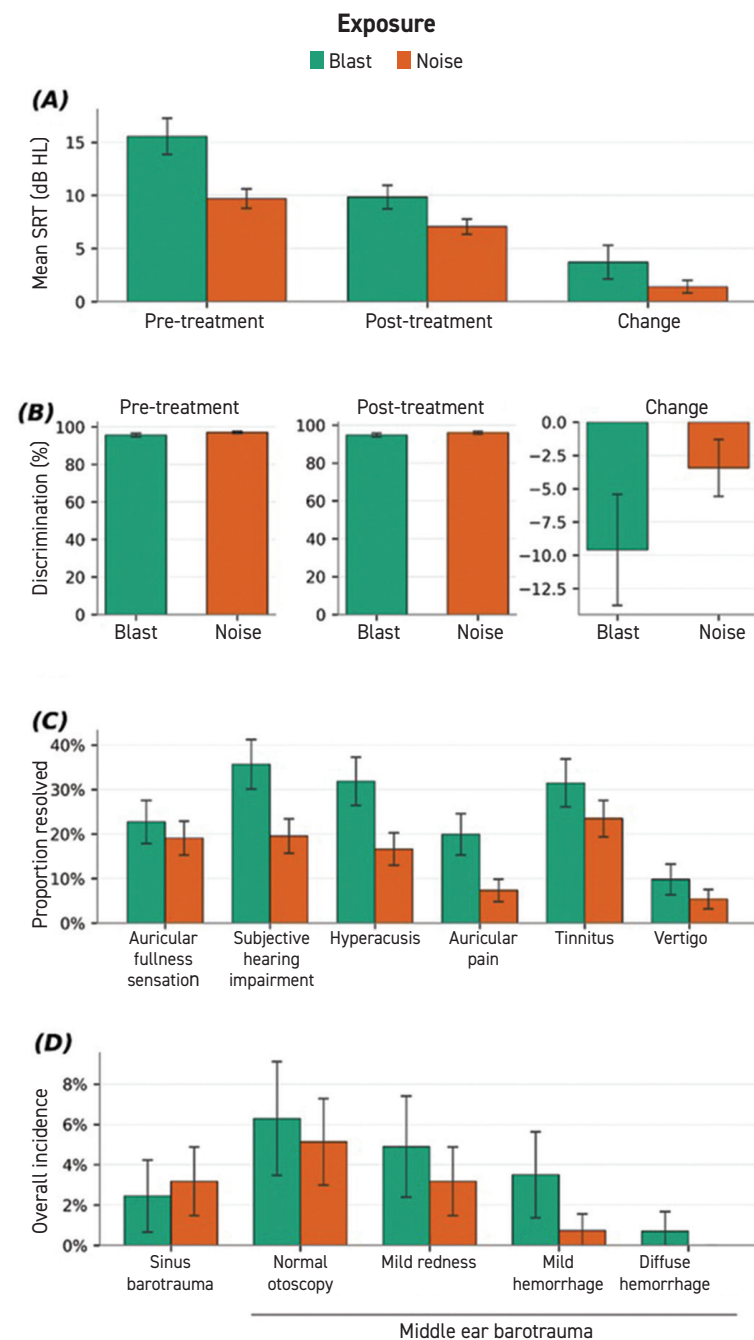 Exposure
Blast Noise
(A)
Mean SRT (dB HL)
15
10
5
0
Pre-treatment Post-treatment Change
(B)
Discrimination (%)
Pre-treatment
100
80
60
40
20
0
Blast Noise
Post-treatment
100
80
60
40
20
0
Blast Noise
Change
0.0
−2.5
−5.0
−7.5
−10.0
−12.5
Blast Noise
(C)
Proportion resolved
40%
30%
20%
10%
0%
Auricular
fullness
sensation
Subjective
hearing
impairment
Hyperacusis
Auricular
pain
Tinnitus
Vertigo
(D)
Overall incidence
8%
6%
4%
2%
0%
Sinus
barotrauma
Normal
otoscopy
Mild redness
Mild
hemorrhage
Diffuse
hemorrhage
Middle ear barotrauma